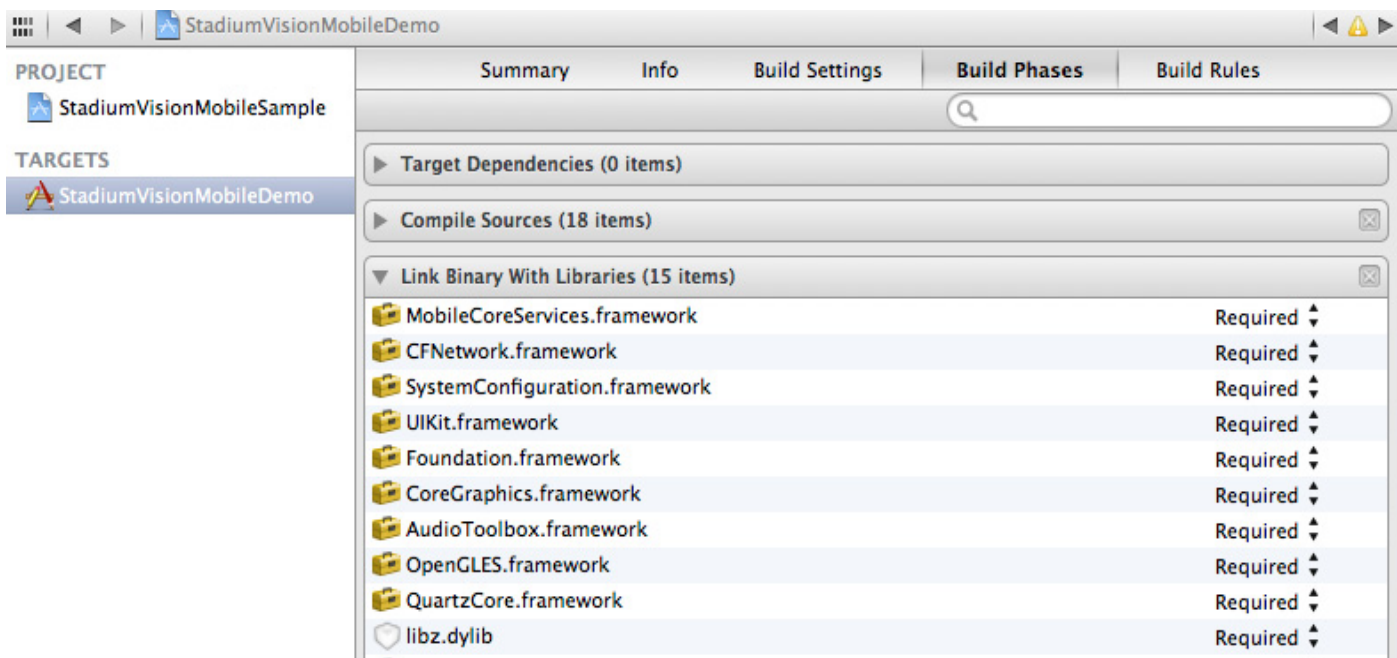 StadiumVisionMobileDemo
PROJECT
StadiumVisionMobileSample
TARGETS
StadiumVisionMobileDemo
Summary Info Build Settings Build Phases Build Rules
Target Dependencies (0 items)
Compile Sources (18 items)
Link Binary With Libraries (15 items)
MobileCoreServices.framework Required
CFNetwork.framework Required
SystemConfiguration.framework Required
UIKit.framework Required
Foundation.framework Required
CoreGraphics.framework Required
AudioToolbox.framework Required
OpenGLES.framework Required
QuartzCore.framework Required
libz.dylib Required